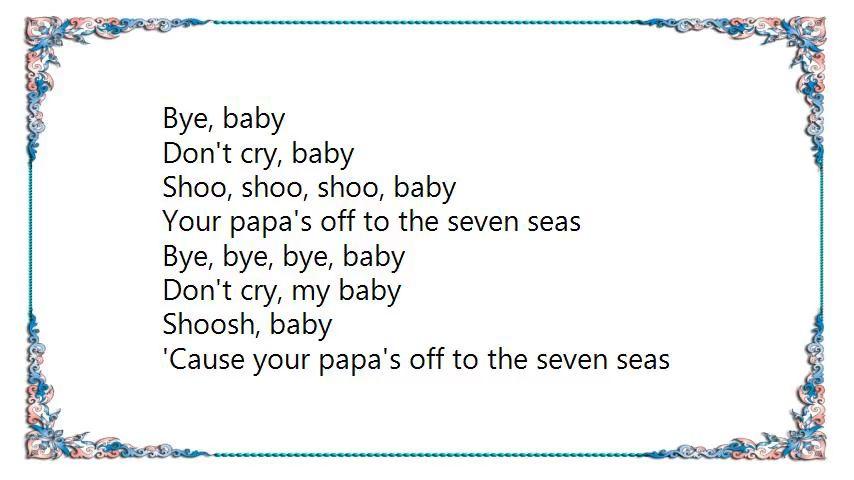 Bye, baby
Don't cry, baby
Shoo, shoo, shoo, baby
Your papa's off to the seven seas
Bye, bye, bye, baby
Don't cry, my baby
Shoosh, baby
'Cause your papa's off to the seven seas